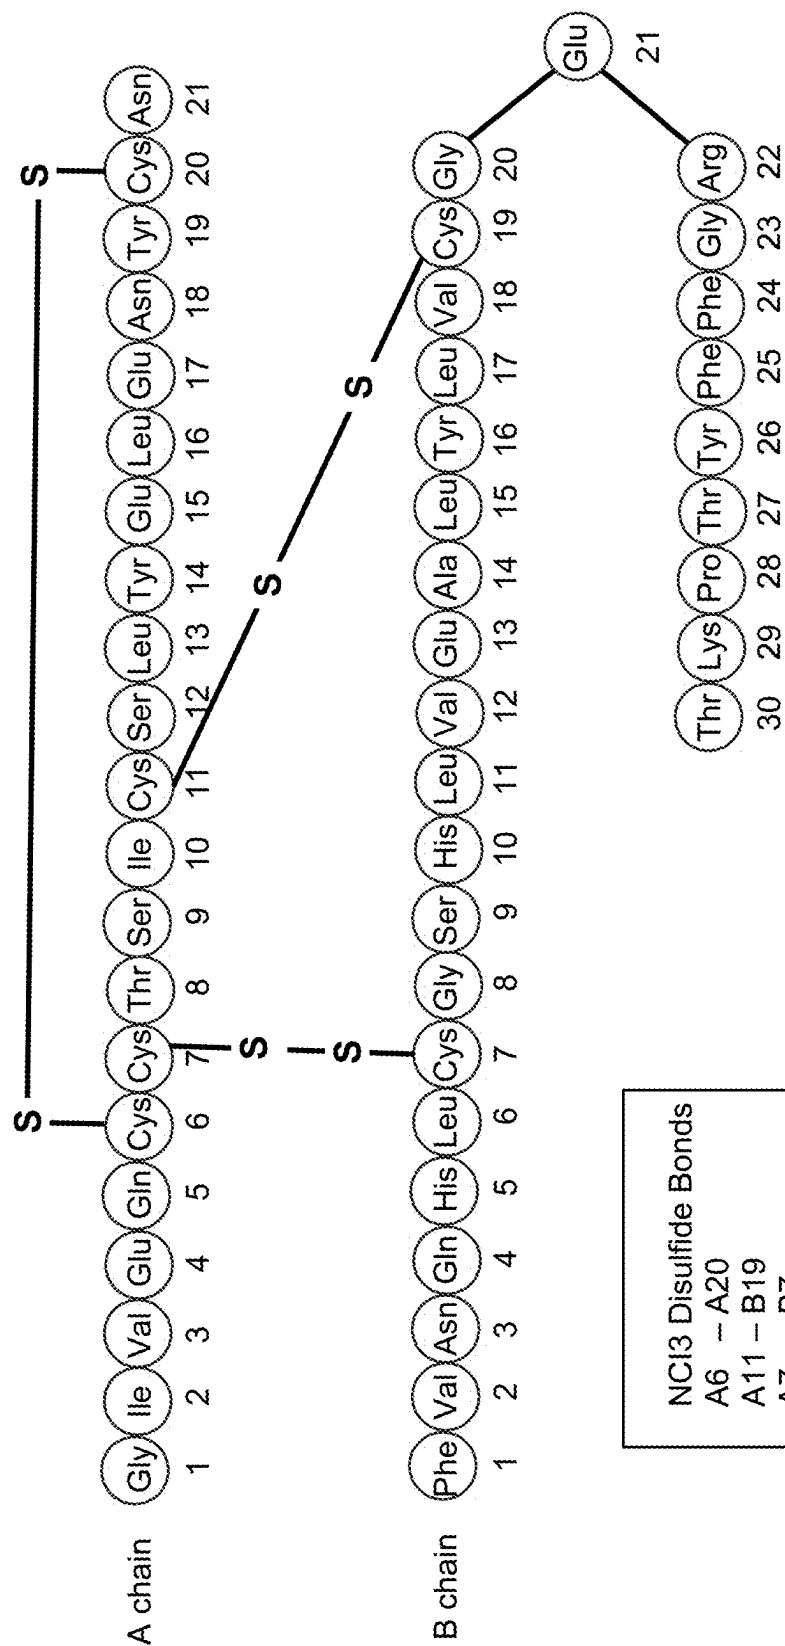 S S
A chain Gly Ile Val Glu Gln Cys Cys Thr Ser Ile Cys Ser Leu Tyr Glu Leu Glu Asn Tyr Cys Asn
1 2 3 4 5 6 7 8 9 10 11 12 13 14 15 16 17 18 19 20 21
S S
S S
B chain Phe Val Asn Gln His Leu Cys Gly Ser His Leu Val Glu Ala Leu Tyr Leu Val Cys Gly
1 2 3 4 5 6 7 8 9 10 11 12 13 14 15 16 17 18 19 20
Glu
21
Thr Lys Pro Thr Tyr Phe Phe Gly Arg
30 29 28 27 26 25 24 23 22
NCI3 Disulfide Bonds
A6 – A20
A11 – B19